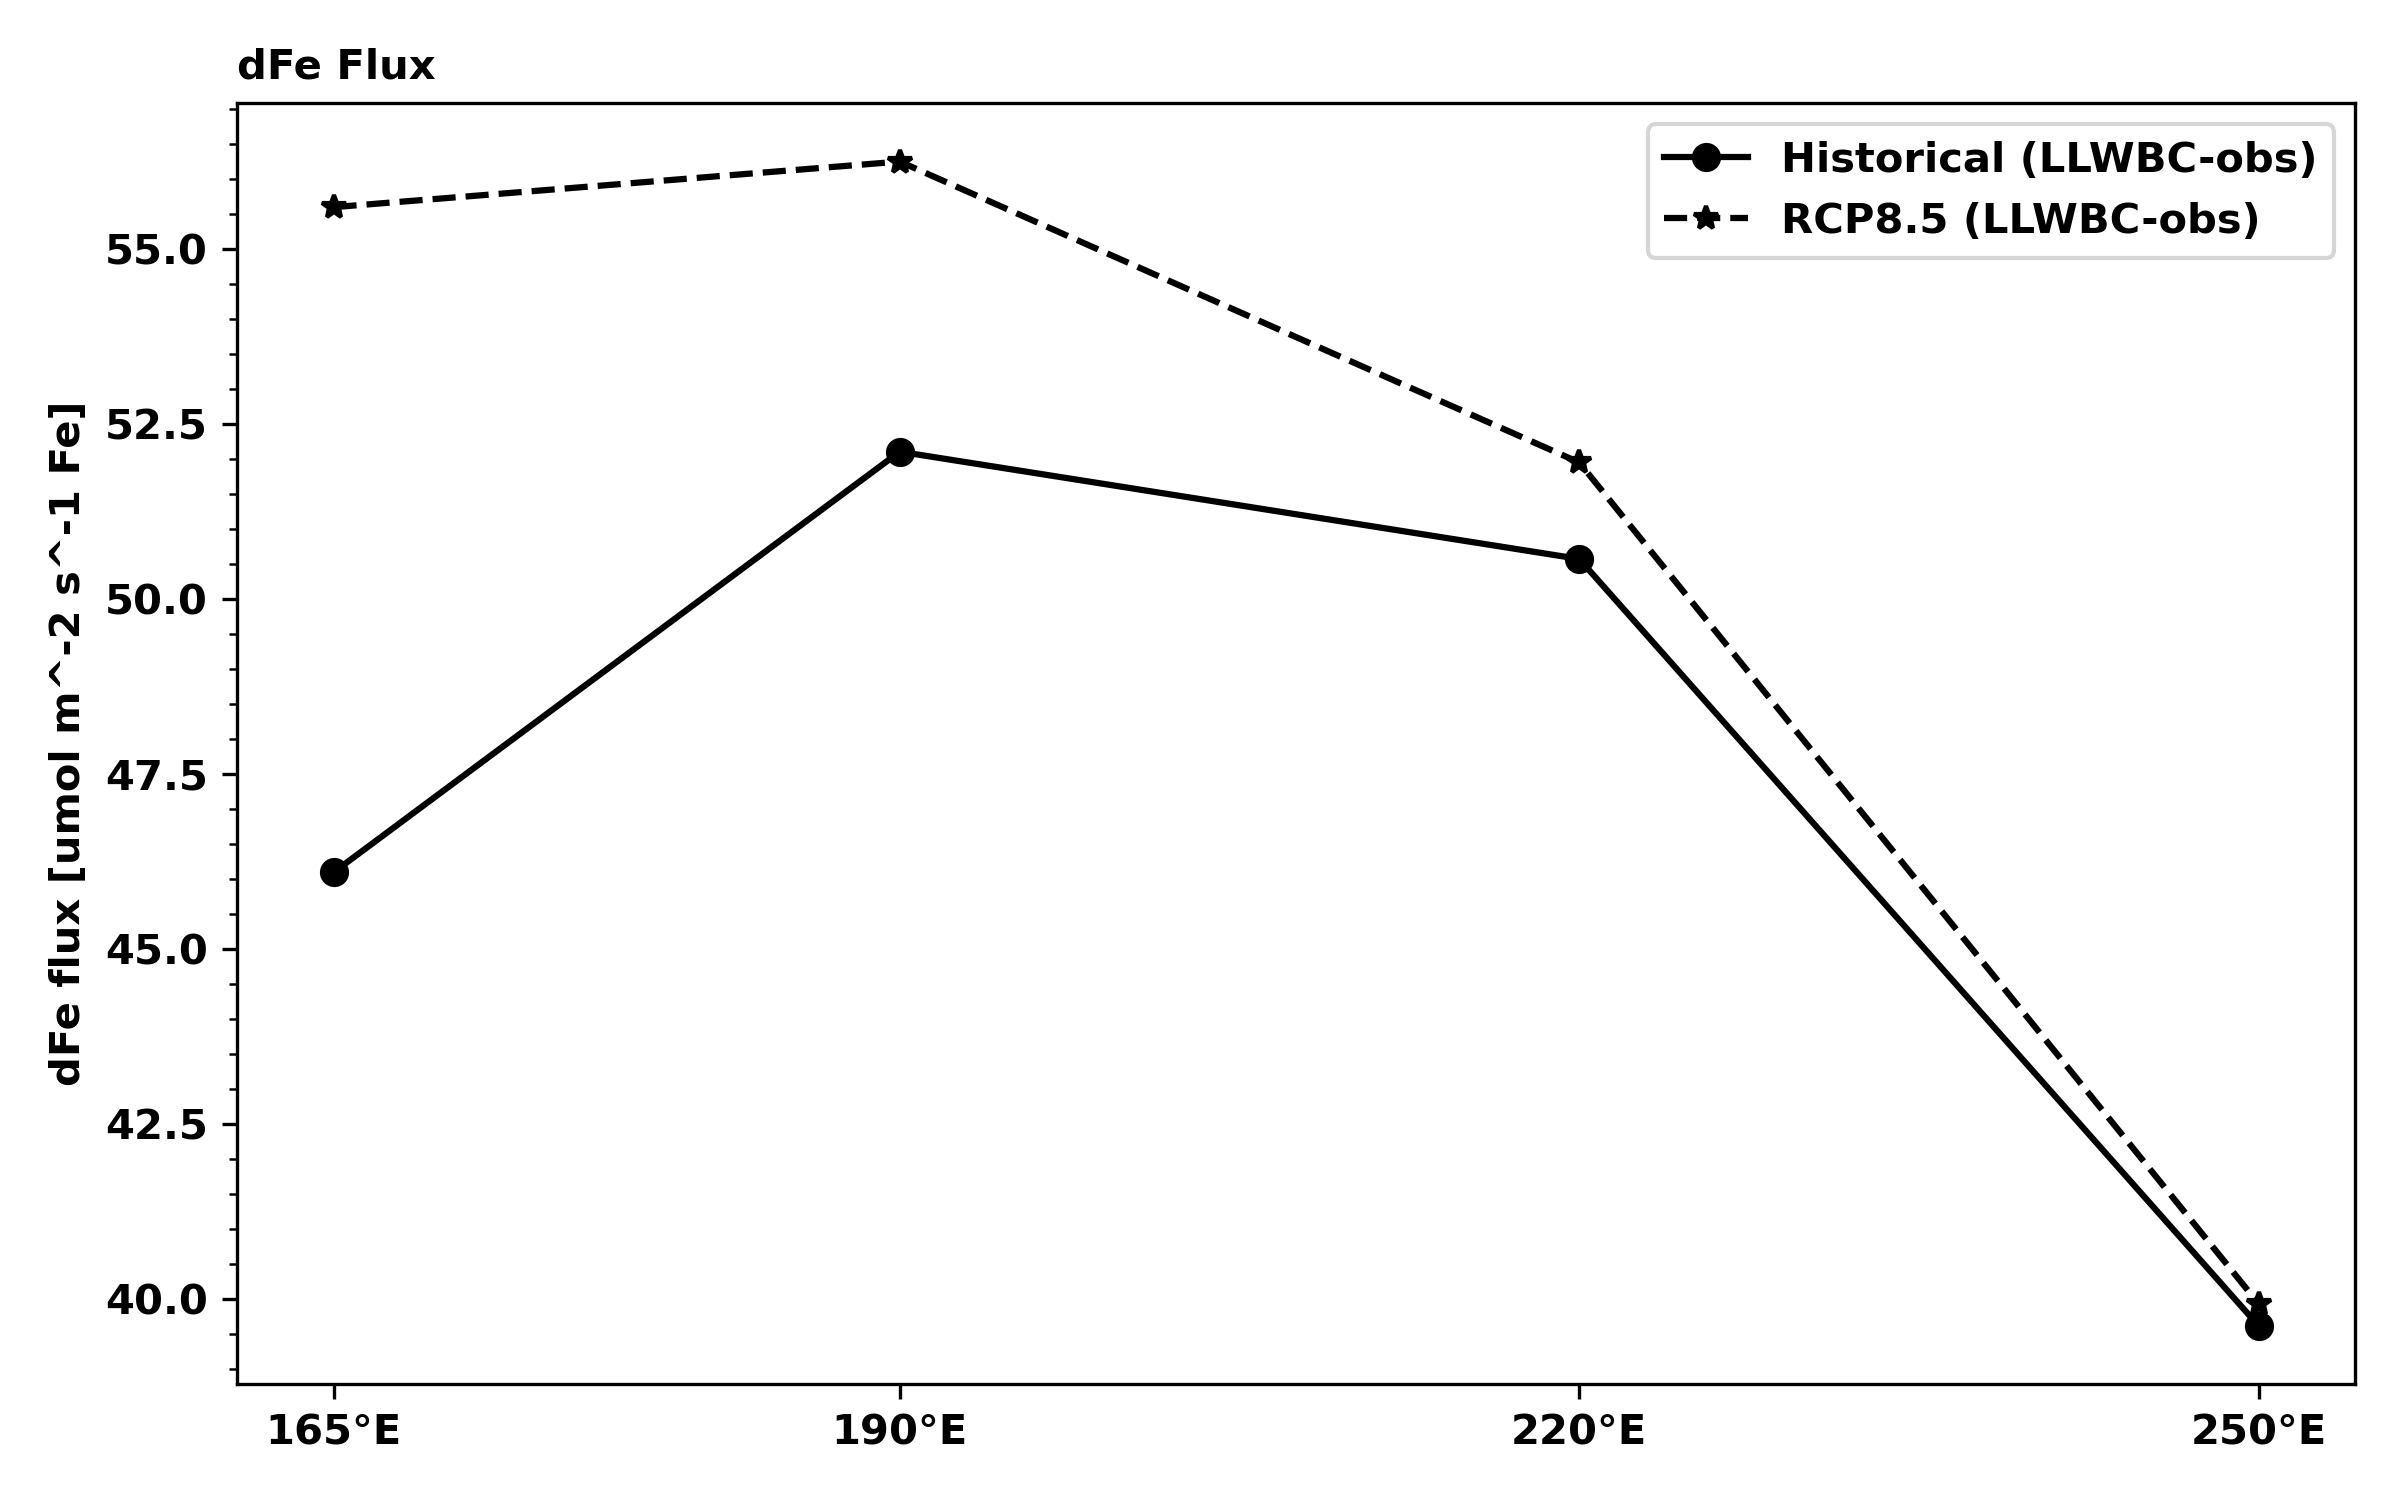 dFe Flux
Historical (LLWBC-obs)
RCP8.5 (LLWBC-obs)
dFe flux [umol m^-2 s^-1 Fe]
55.0
52.5
50.0
47.5
45.0
42.5
40.0
165°E 190°E 220°E 250°E